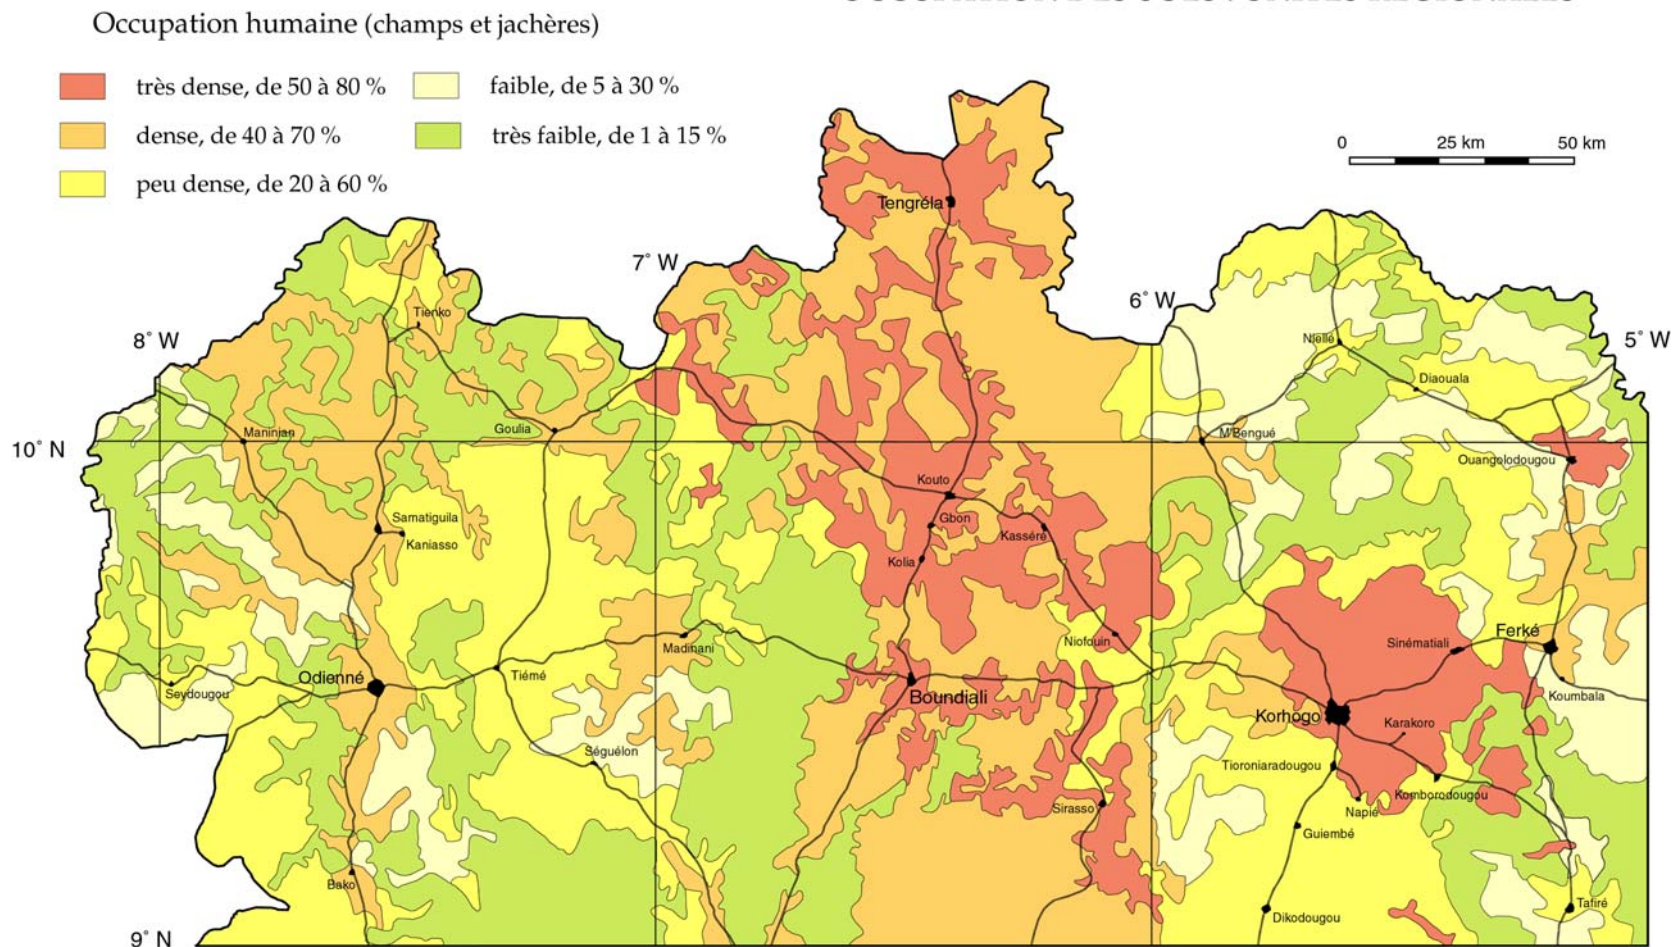 Occupation humaine (champs et jachères)
très dense, de 50 à 80 %
faible, de 5 à 30 %
dense, de 40 à 70 %
très faible, de 1 à 15 %
peu dense, de 20 à 60 %
0 25 km 50 km
Tengréla
7° W
6° W
Tienko
8° W
Niellé
5° W
Diaouala
Goulia
Maninian
M'Bengué
10° N
Ouangolodougou
Kouto
Samatiguila
Gbon
Kaniasso
Kasséré
Kolia
Ferké
Niofouin
Sinématiali
Madinani
Odienné
Tiémé
Seydougou
Boundiali
Koumbala
Korhogo
Karakoro
Séguélon
Tioroniaradougou
Komborodougou
Sirasso
Napié
Guiembé
Bako
Tafiré
Dikodougou
9° N